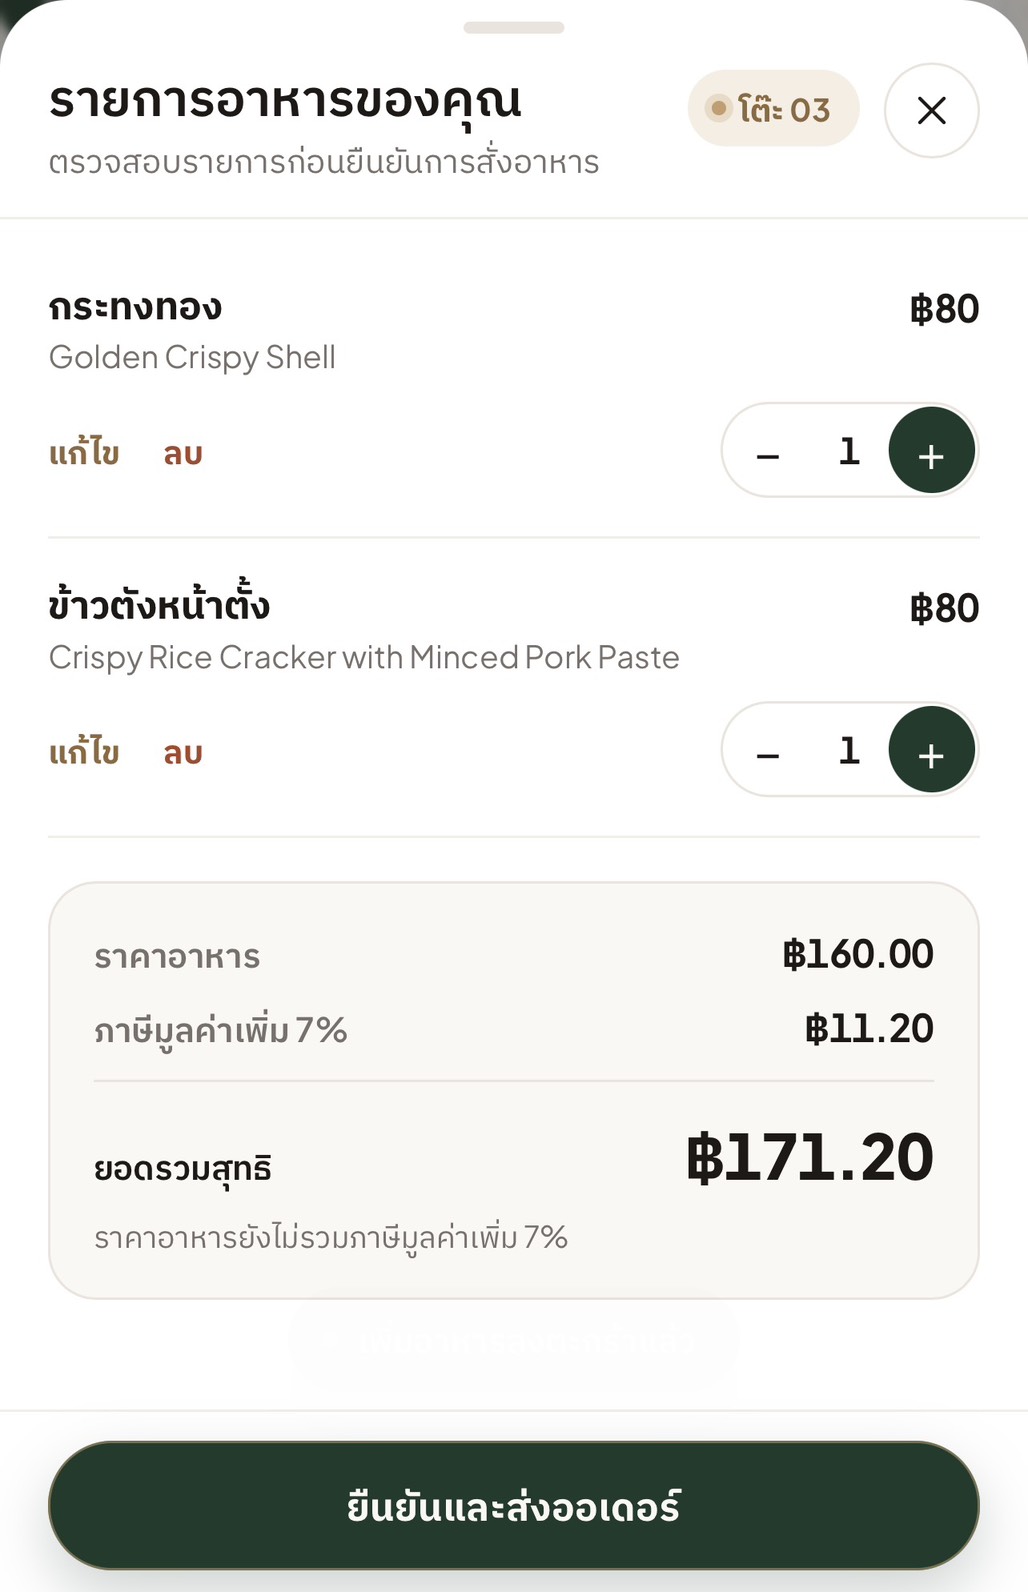 รายการอาหารของคุณ
โต๊ะ 03
ตรวจสอบรายการก่อนยืนยันการสั่งอาหาร
กระทงทอง
฿80
Golden Crispy Shell
แก้ไข ลบ
− 1 +
ข้าวตังหน้าตั้ง
฿80
Crispy Rice Cracker with Minced Pork Paste
แก้ไข ลบ
− 1 +
ราคาอาหาร ฿160.00
ภาษีมูลค่าเพิ่ม 7% ฿11.20
ยอดรวมสุทธิ ฿171.20
ราคาอาหารยังไม่รวมภาษีมูลค่าเพิ่ม 7%
ยืนยันและส่งออเดอร์